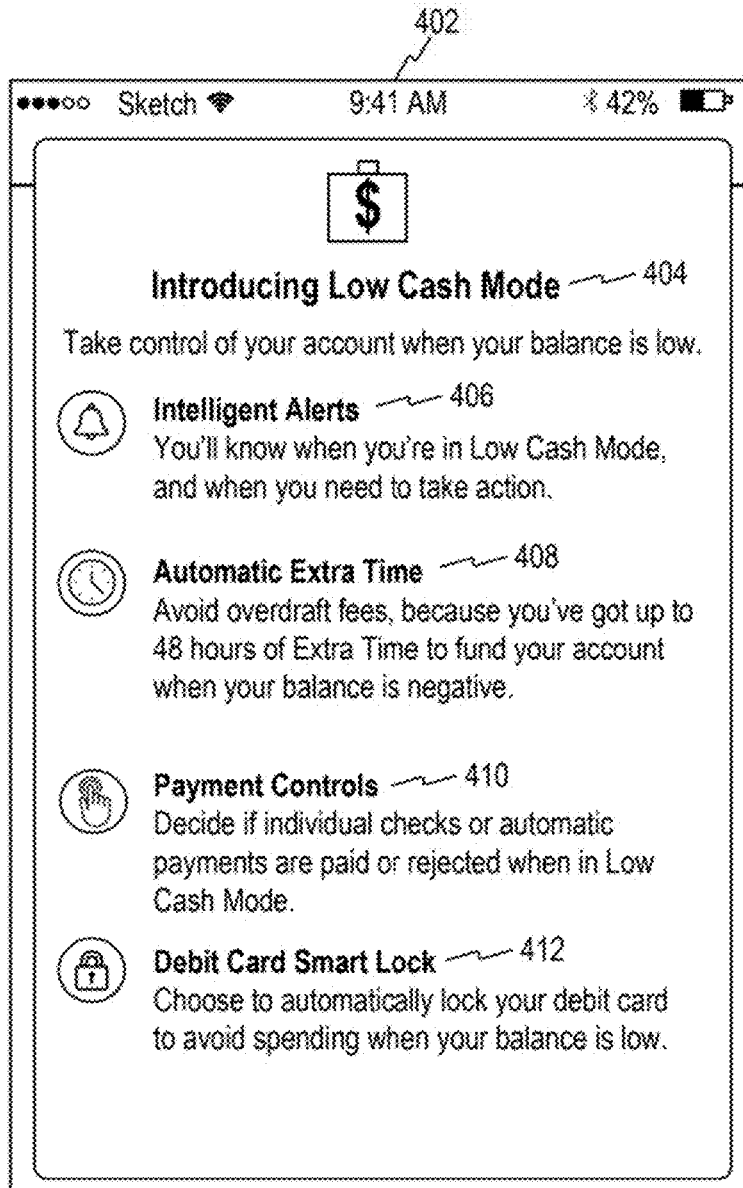 402
Sketch 9:41 AM 42%
$
Introducing Low Cash Mode 404
Take control of your account when your balance is low.
Intelligent Alerts 406
You'll know when you're in Low Cash Mode,
and when you need to take action.
Automatic Extra Time 408
Avoid overdraft fees, because you've got up to
48 hours of Extra Time to fund your account
when your balance is negative.
Payment Controls 410
Decide if individual checks or automatic
payments are paid or rejected when in Low
Cash Mode.
Debit Card Smart Lock 412
Choose to automatically lock your debit card
to avoid spending when your balance is low.